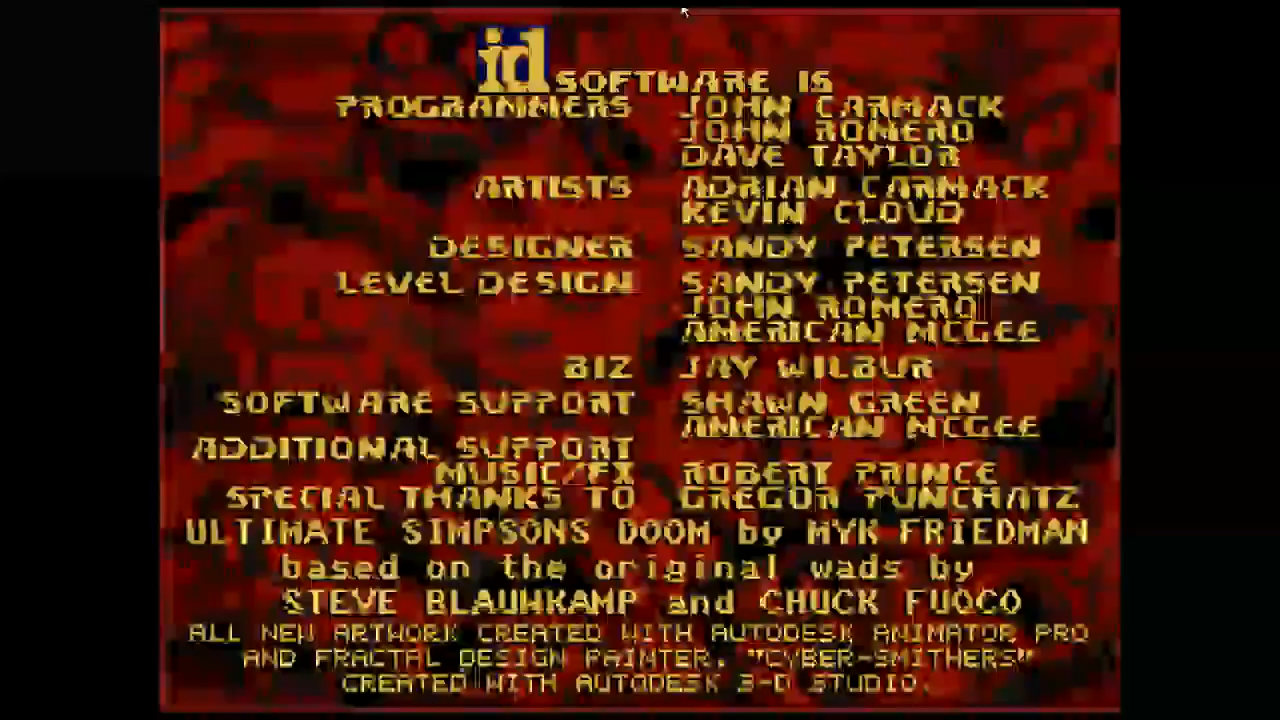 id SOFTWARE IS
PROGRAMMERS JOHN CARMACK
JOHN ROMERO
DAVE TAYLOR
ARTISTS ADRIAN CARMACK
KEVIN CLOUD
DESIGNER SANDY PETERSEN
LEVEL DESIGN SANDY PETERSEN
JOHN ROMERO
AMERICAN MCGEE
BIZ JAY WILBUR
SOFTWARE SUPPORT SHAWN GREEN
AMERICAN MCGEE
ADDITIONAL SUPPORT
MUSIC/FX ROBERT PRINCE
SPECIAL THANKS TO GREGOR PUNCHATZ
ULTIMATE SIMPSONS DOOM by MYK FRIEDMAN
based on the original wads by
STEVE BLAUWKAMP and CHUCK FUOCO
ALL NEW ARTWORK CREATED WITH AUTODESK ANIMATOR PRO
AND FRACTAL DESIGN PAINTER. "CYBER-SMITHERS"
CREATED WITH AUTODESK 3-D STUDIO.